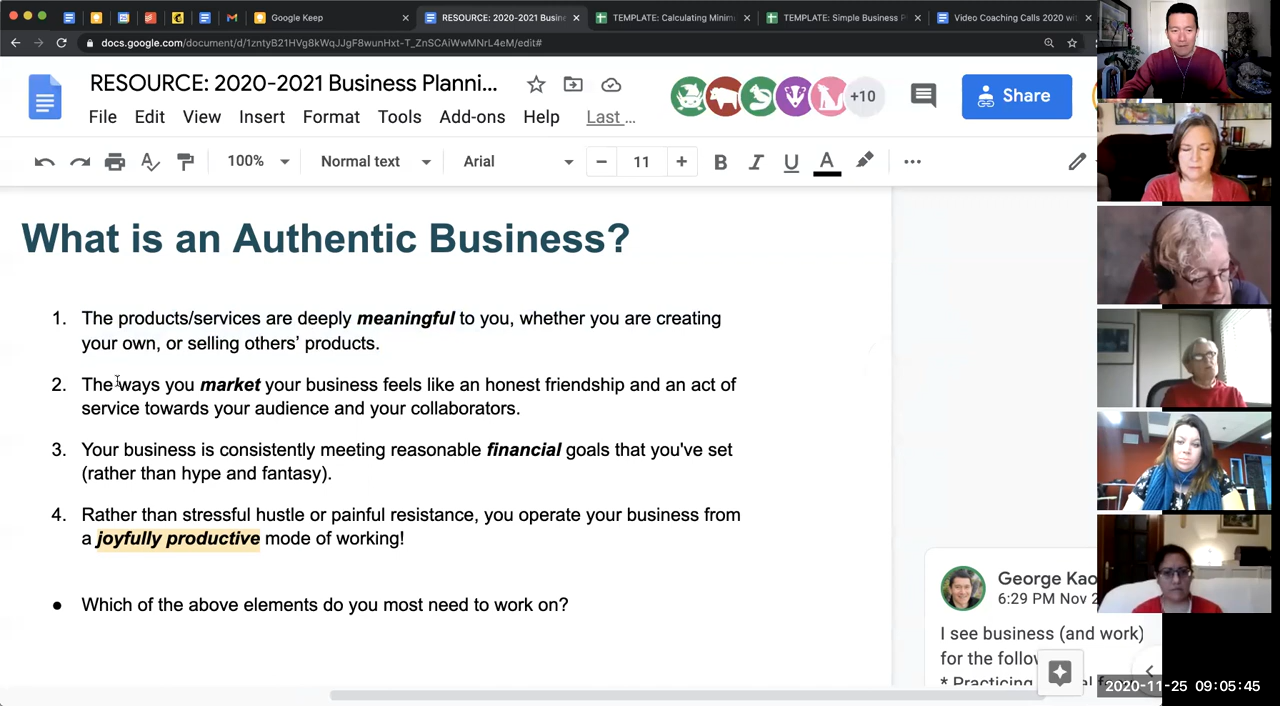 Google Keep × RESOURCE: 2020-2021 Busin × TEMPLATE: Calculating Minim × TEMPLATE: Simple Business P × Video Coaching Calls 2020 wit ×
docs.google.com/document/d/1zntyB21HVg8kWqJJgF8wunHxt-T_ZnSCAiWwMNrL4eM/edit#
RESOURCE: 2020-2021 Business Planni...
+10
Share
File Edit View Insert Format Tools Add-ons Help Last ...
100% Normal text Arial 11 B I U A
What is an Authentic Business?
1. The products/services are deeply meaningful to you, whether you are creating
your own, or selling others' products.
2. The ways you market your business feels like an honest friendship and an act of
service towards your audience and your collaborators.
3. Your business is consistently meeting reasonable financial goals that you've set
(rather than hype and fantasy).
4. Rather than stressful hustle or painful resistance, you operate your business from
a joyfully productive mode of working!
● Which of the above elements do you most need to work on?
George Kao
6:29 PM Nov 2
I see business (and work)
for the follow
* Practicing
2020-11-25 09:05:45